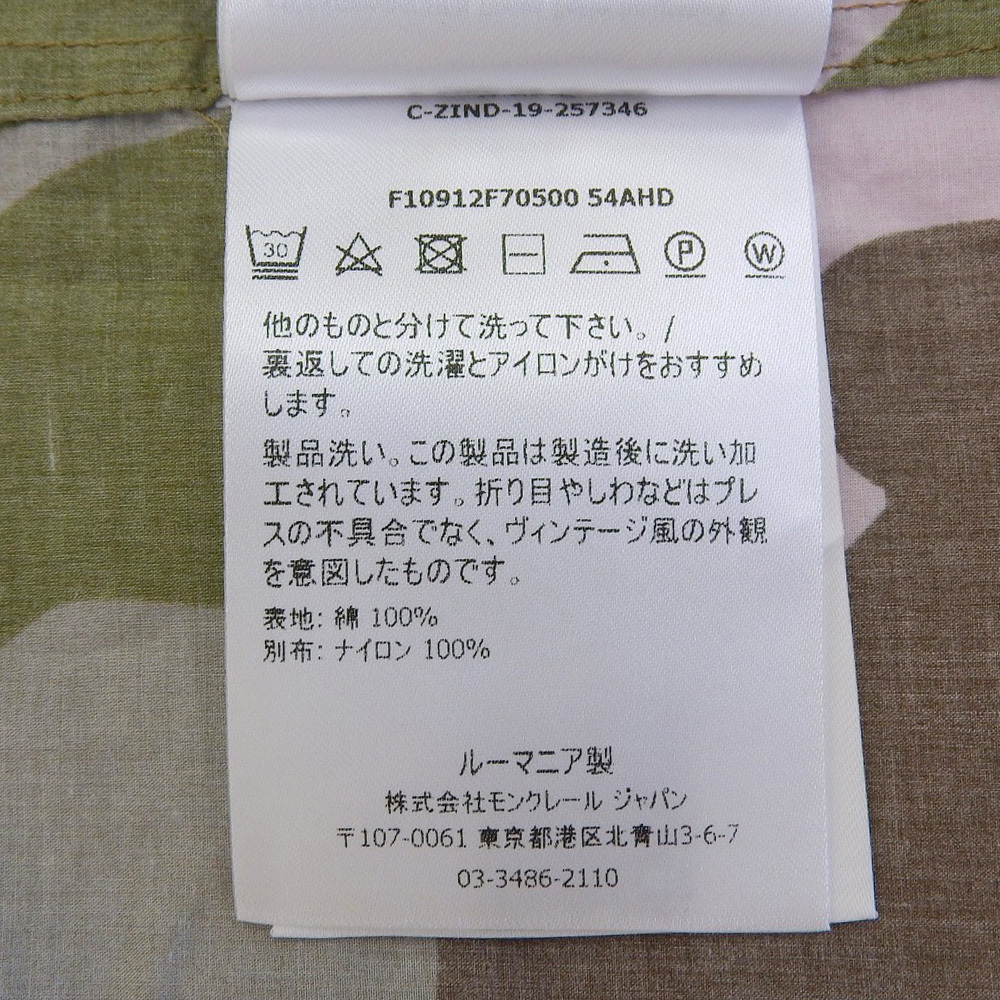 C-ZIND-19-257346
F10912F70500 54AHD
30 P W
他のものと分けて洗って下さい。/
裏返しての洗濯とアイロンがけをおすすめ
します。
製品洗い。この製品は製造後に洗い加
工されています。折り目やしわなどはプレ
スの不具合でなく、ヴィンテージ風の外観
を意図したものです。
表地: 綿 100%
別布: ナイロン 100%
ルーマニア製
株式会社モンクレール ジャパン
〒107-0061 東京都港区北青山3-6-7
03-3486-2110